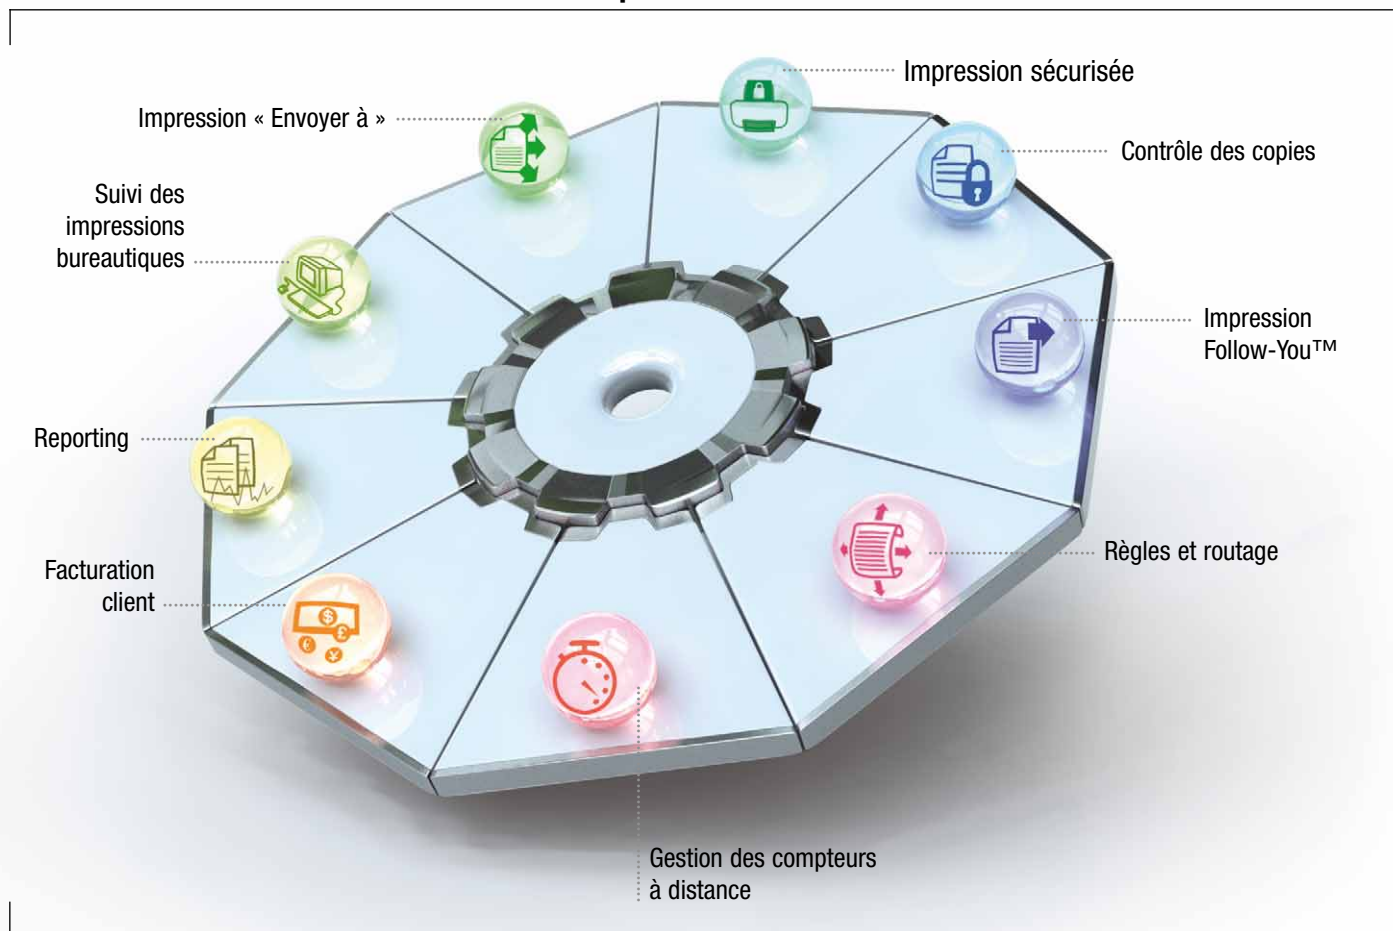 Impression sécurisée
Impression « Envoyer à »
Contrôle des copies
Suivi des
impressions
bureautiques
Impression
Follow-You™
Reporting
Règles et routage
Facturation
client
Gestion des compteurs
à distance